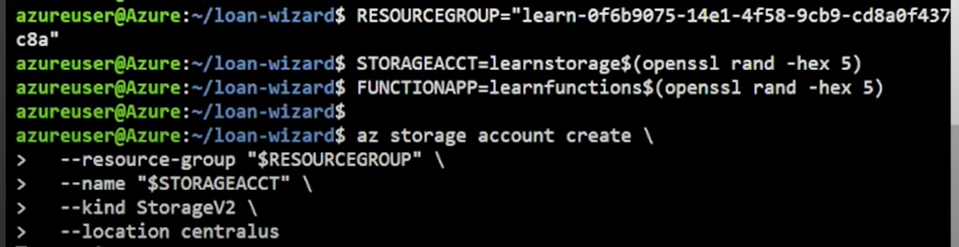 azureuser@Azure:~/loan-wizard$ RESOURCEGROUP="learn-0f6b9075-14e1-4f58-9cb9-cd8a0f437
c8a"
azureuser@Azure:~/loan-wizard$ STORAGEACCT=learnstorage$(openssl rand -hex 5)
azureuser@Azure:~/loan-wizard$ FUNCTIONAPP=learnfunctions$(openssl rand -hex 5)
azureuser@Azure:~/loan-wizard$
azureuser@Azure:~/loan-wizard$ az storage account create \
>   --resource-group "$RESOURCEGROUP" \
>   --name "$STORAGEACCT" \
>   --kind StorageV2 \
>   --location centralus